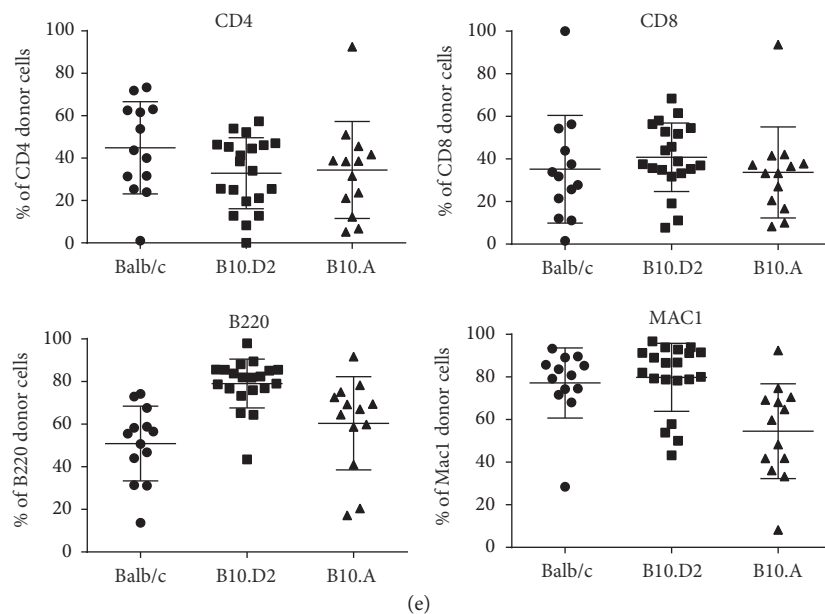 CD4
% of CD4 donor cells
100
80
60
40
20
0
Balb/c B10.D2 B10.A
CD8
% of CD8 donor cells
100
80
60
40
20
0
Balb/c B10.D2 B10.A
B220
% of B220 donor cells
100
80
60
40
20
0
Balb/c B10.D2 B10.A
MAC1
% of Mac1 donor cells
100
80
60
40
20
0
Balb/c B10.D2 B10.A
(e)